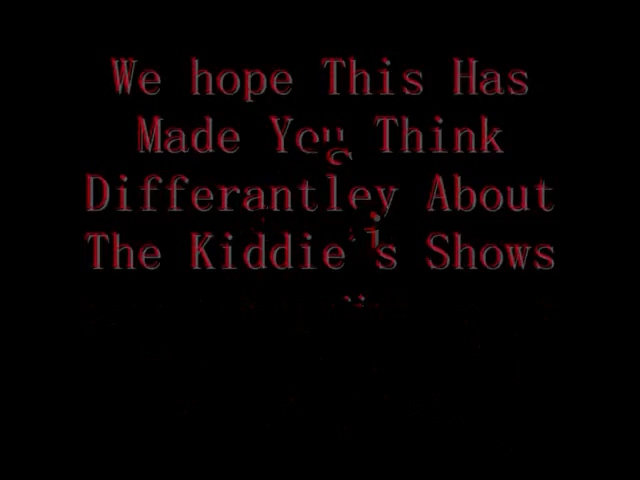 We hope This Has
Made You Think
Differantley About
The Kiddie's Shows